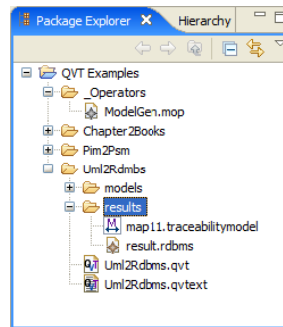 Package Explorer Hierarchy
QVT Examples
_Operators
ModelGen.mop
Chapter2Books
Pim2Psm
Uml2Rdmbs
models
results
map11.traceabilitymodel
result.rdbms
Uml2Rdbms.qvt
Uml2Rdbms.qvtext